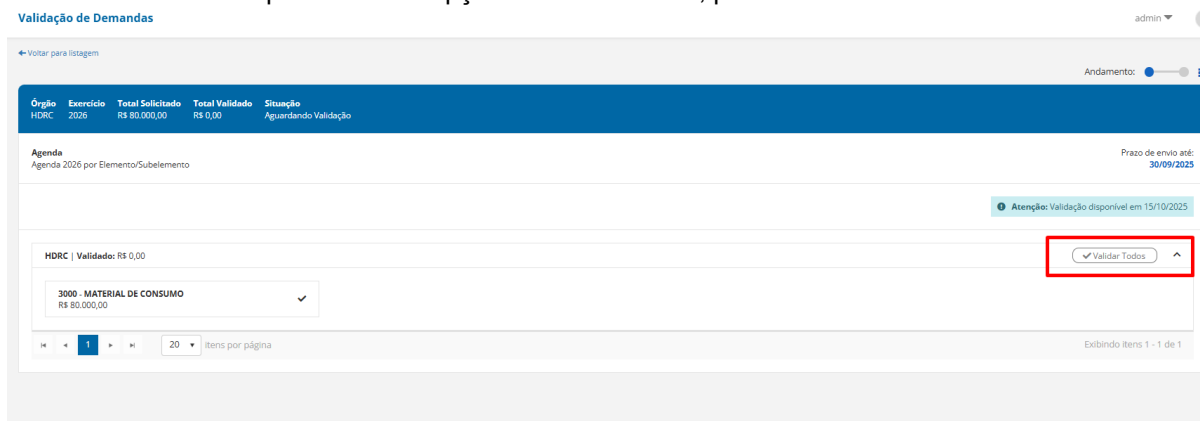 Validação de Demandas
admin
Voltar para listagem
Andamento:
Órgão Exercício Total Solicitado Total Validado Situação
HDRC 2026 R$ 80.000,00 R$ 0,00 Aguardando Validação
Agenda
Agenda 2026 por Elemento/Subelemento
Prazo de envio até:
30/09/2025
Atenção: Validação disponível em 15/10/2025
HDRC | Validado: R$ 0,00
Validar Todos
3000 - MATERIAL DE CONSUMO
R$ 80.000,00
1
20 itens por página
Exibindo itens 1 - 1 de 1